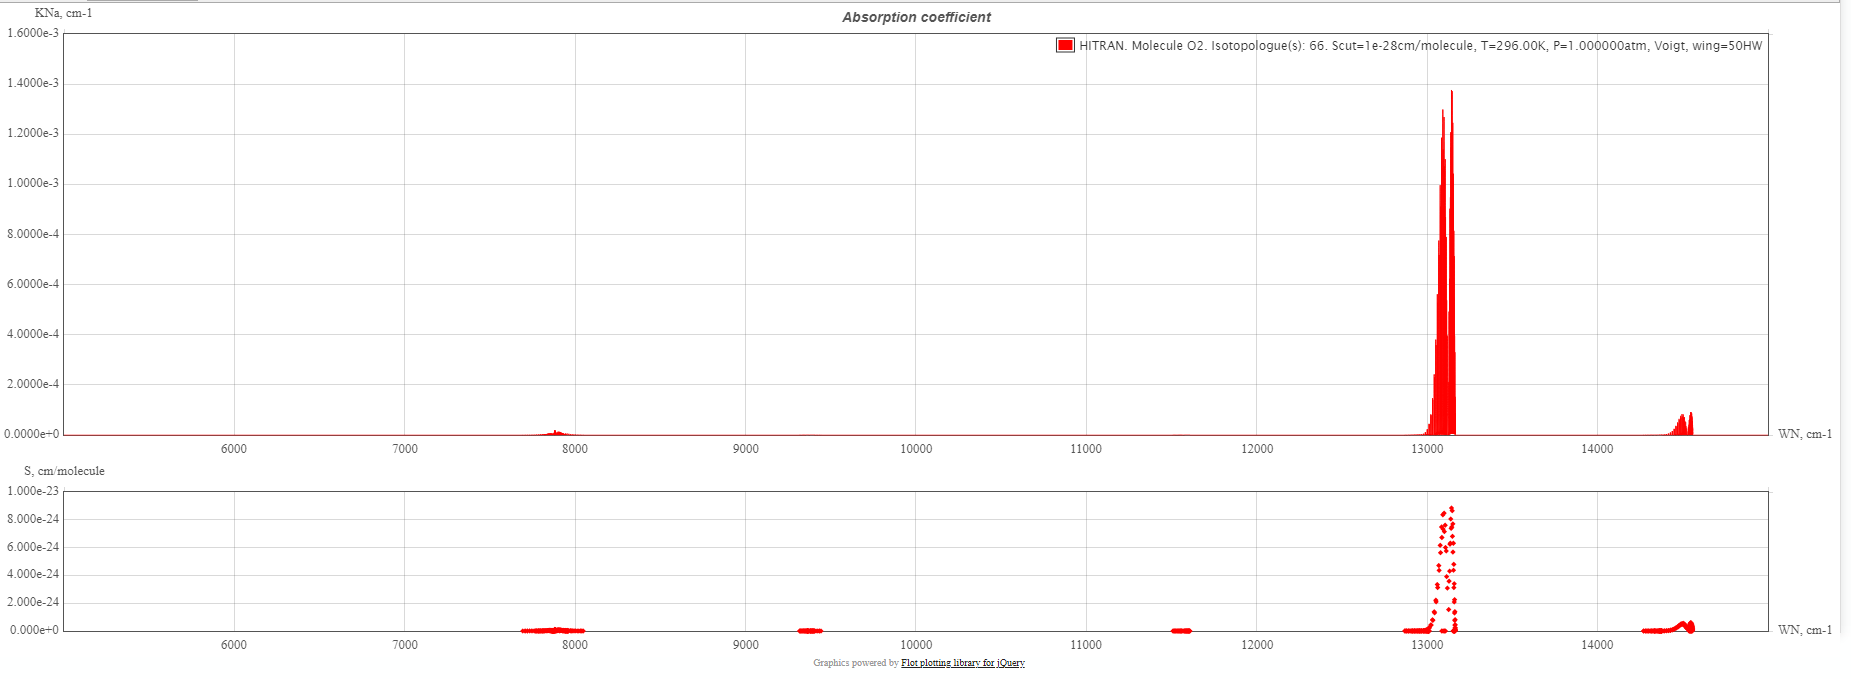 Absorption coefficient
KNa, cm-1
HITRAN. Molecule O2. Isotopologue(s): 66. Scut=1e-28cm/molecule, T=296.00K, P=1.000000atm, Voigt, wing=50HW
1.6000e-3
1.4000e-3
1.2000e-3
1.0000e-3
8.0000e-4
6.0000e-4
4.0000e-4
2.0000e-4
0.0000e+0
6000 7000 8000 9000 10000 11000 12000 13000 14000
WN, cm-1
S, cm/molecule
1.000e-23
8.000e-24
6.000e-24
4.000e-24
2.000e-24
0.000e+0
6000 7000 8000 9000 10000 11000 12000 13000 14000
WN, cm-1
Graphics powered by Flot plotting library for jQuery